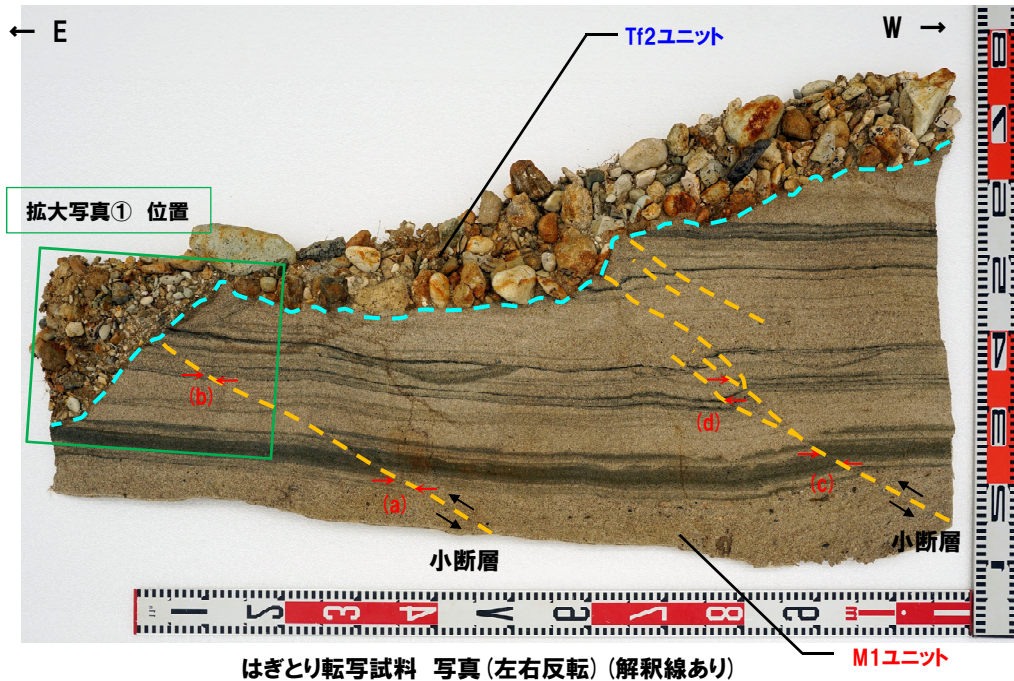 ← E
W →
Tf2ユニット
拡大写真① 位置
(b)
(d)
(c)
(a)
小断層
小断層
M1ユニット
はぎとり転写試料 写真(左右反転)(解釈線あり)